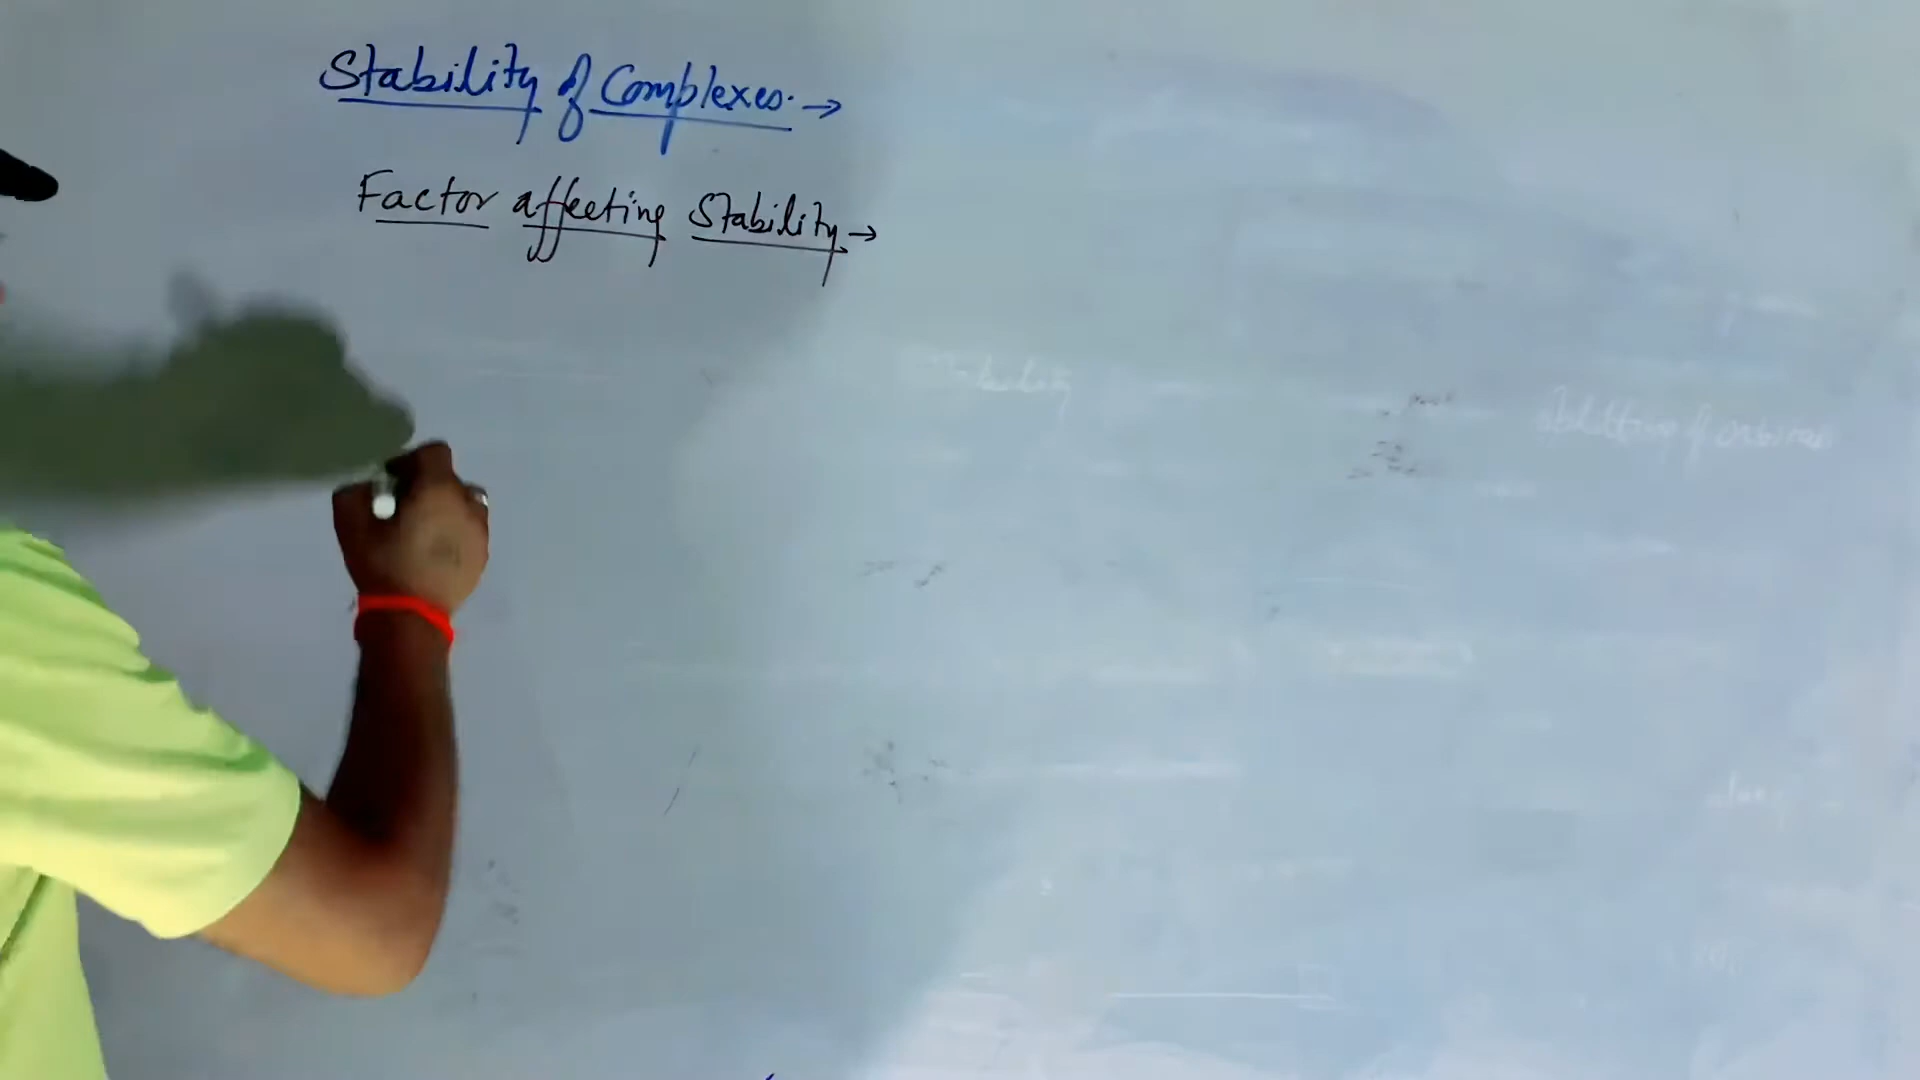 Stability of Complexes. →
Factor affecting Stability →